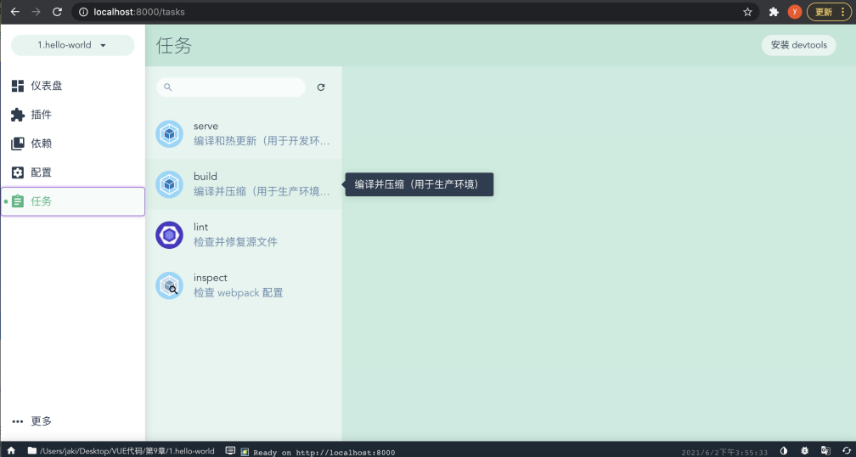 localhost:8000/tasks
y
更新
1.hello-world
任务
安装 devtools
仪表盘
插件
依赖
配置
任务
更多
serve
编译和热更新（用于开发环…
build
编译并压缩（用于生产环境…
编译并压缩（用于生产环境）
lint
检查并修复源文件
inspect
检查 webpack 配置
/Users/jaki/Desktop/VUE代码/第9章/1.hello-world
Ready on http://localhost:8000
2021/6/2下午3:55:33